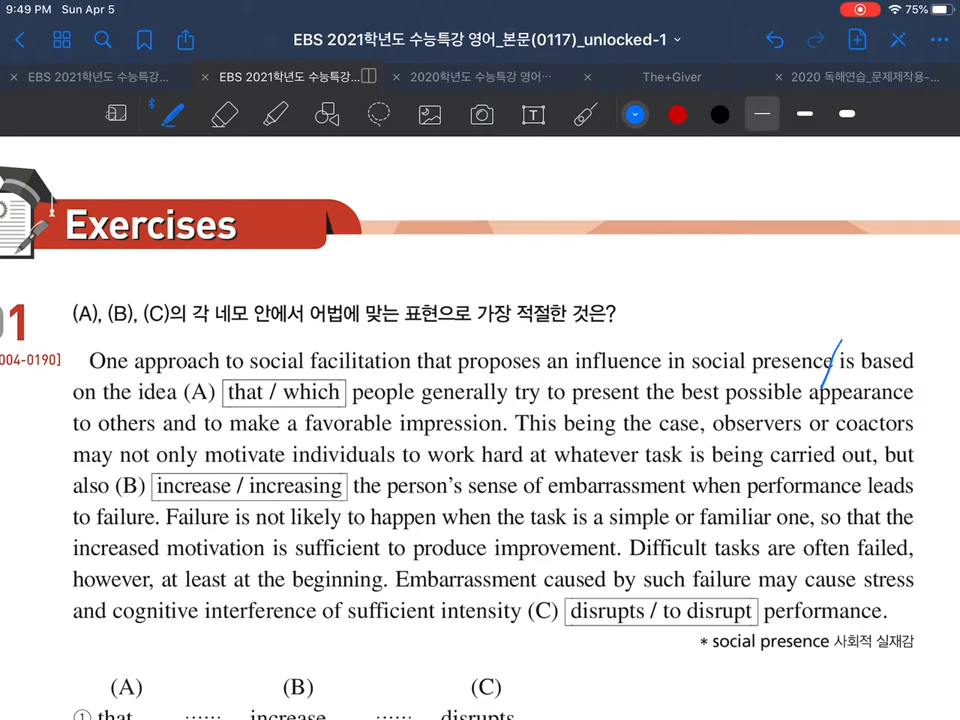 9:49 PM Sun Apr 5
75%
EBS 2021학년도 수능특강 영어_본문(0117)_unlocked-1
EBS 2021학년도 수능특강...
EBS 2021학년도 수능특강...
2020학년도 수능특강 영어...
The+Giver
2020 독해연습_문제제작용-...
Exercises
01 (A), (B), (C)의 각 네모 안에서 어법에 맞는 표현으로 가장 적절한 것은?
004-0190]
One approach to social facilitation that proposes an influence in social presence is based
on the idea (A) that / which people generally try to present the best possible appearance
to others and to make a favorable impression. This being the case, observers or coactors
may not only motivate individuals to work hard at whatever task is being carried out, but
also (B) increase / increasing the person's sense of embarrassment when performance leads
to failure. Failure is not likely to happen when the task is a simple or familiar one, so that the
increased motivation is sufficient to produce improvement. Difficult tasks are often failed,
however, at least at the beginning. Embarrassment caused by such failure may cause stress
and cognitive interference of sufficient intensity (C) disrupts / to disrupt performance.
* social presence 사회적 실재감
(A) (B) (C)
① that ...... increase ...... disrupts